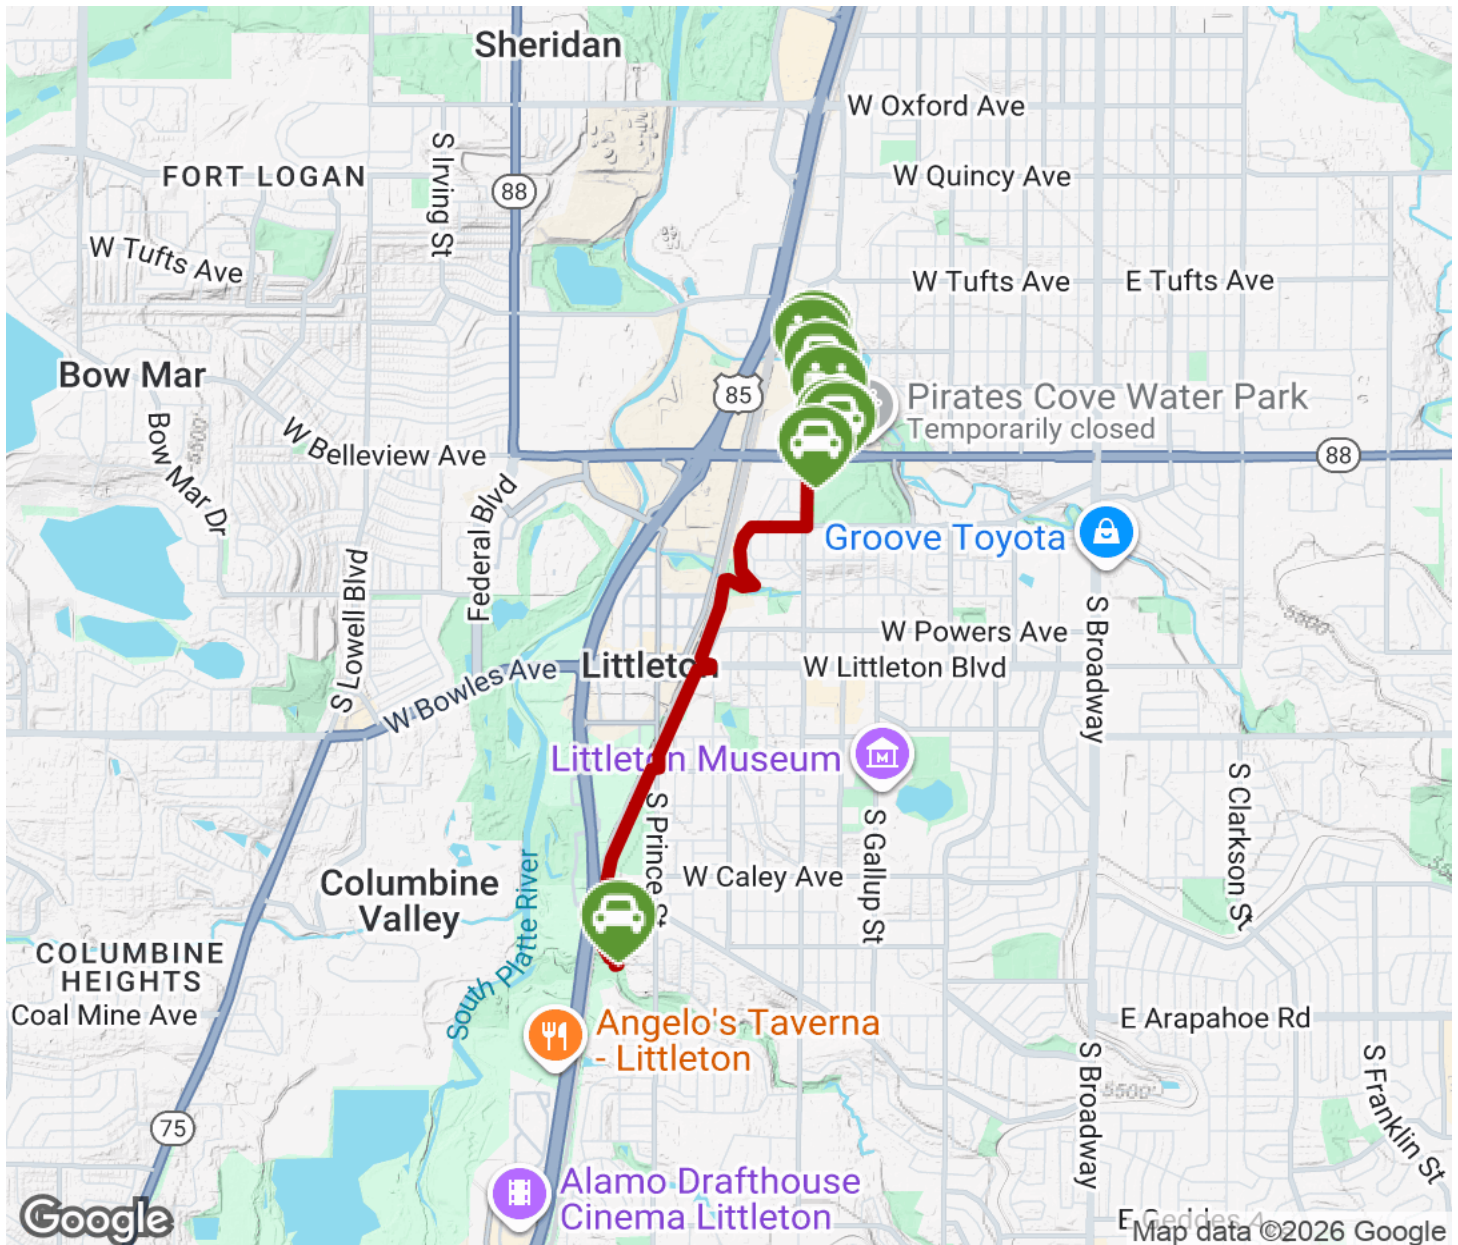 Sheridan
W Oxford Ave
FORT LOGAN
S Irving St
88
W Quincy Ave
W Tufts Ave
W Tufts Ave
E Tufts Ave
Bow Mar
85
Pirates Cove Water Park
Temporarily closed
Bow Mar Dr
5500
W Belleview Ave
88
Federal Blvd
Groove Toyota
S Lowell Blvd
S Broadway
W Powers Ave
Littleton
W Littleton Blvd
W Bowles Ave
Littleton Museum
S Prince St
S Gallup St
S Clarkson St
W Caley Ave
Columbine
Valley
South Platte River
COLUMBINE
HEIGHTS
Coal Mine Ave
Angelo's Taverna
- Littleton
E Arapahoe Rd
S Broadway
5500
S Franklin St
75
Alamo Drafthouse
Cinema Littleton
E Geddes A
Google
Map data ©2026 Google